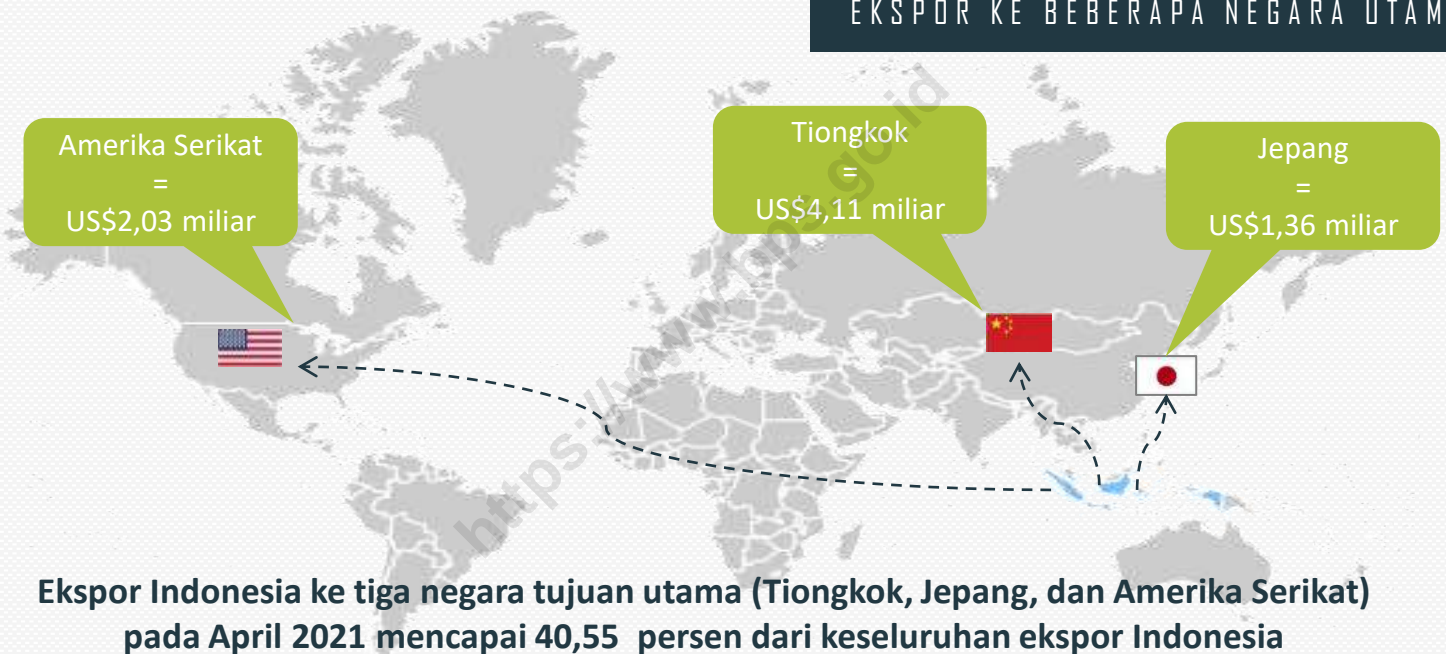 EKSPOR KE BEBERAPA NEGARA UTAM
Amerika Serikat
=
US$2,03 miliar
Tiongkok
=
US$4,11 miliar
Jepang
=
US$1,36 miliar
https://www.bps.go.id
Ekspor Indonesia ke tiga negara tujuan utama (Tiongkok, Jepang, dan Amerika Serikat)
pada April 2021 mencapai 40,55 persen dari keseluruhan ekspor Indonesia